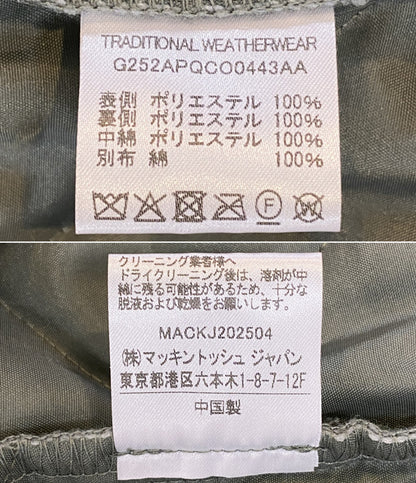 TRADITIONAL WEATHERWEAR
G252APQCO0443AA
表側 ポリエステル 100%
裏側 ポリエステル 100%
中綿 ポリエステル 100%
別布 綿 100%
F
W
クリーニング業者様へ
ドライクリーニング後は、溶剤が中
綿に残る可能性があるため、十分な
脱液および乾燥をお願いします。
MACKJ202504
(株)マッキントッシュ ジャパン
東京都港区六本木1-8-7-12F
中国製